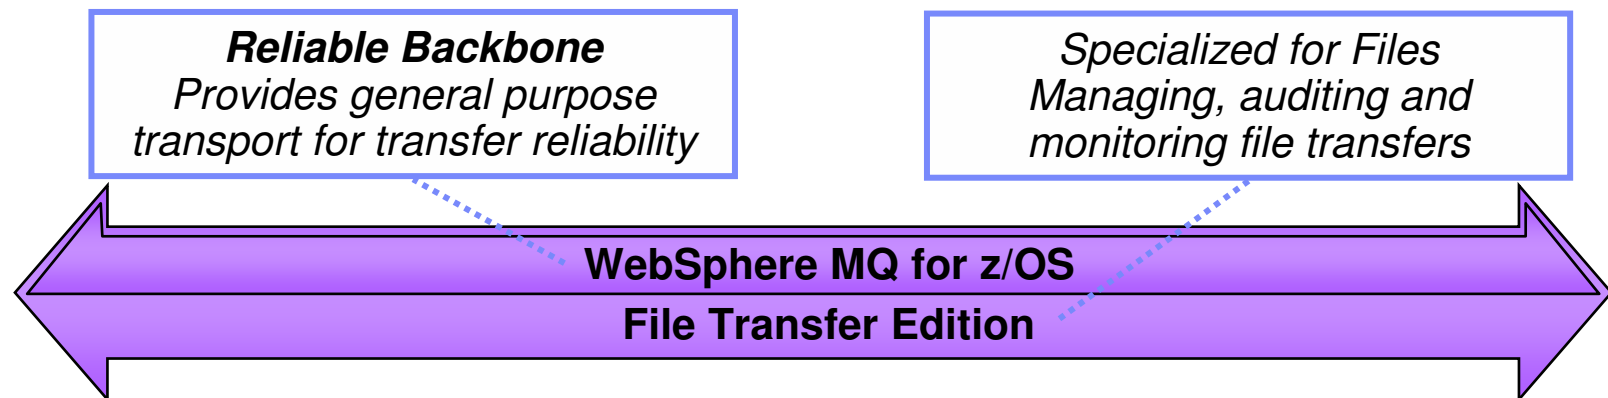 Reliable Backbone
Provides general purpose
transport for transfer reliability
Specialized for Files
Managing, auditing and
monitoring file transfers
WebSphere MQ for z/OS
File Transfer Edition